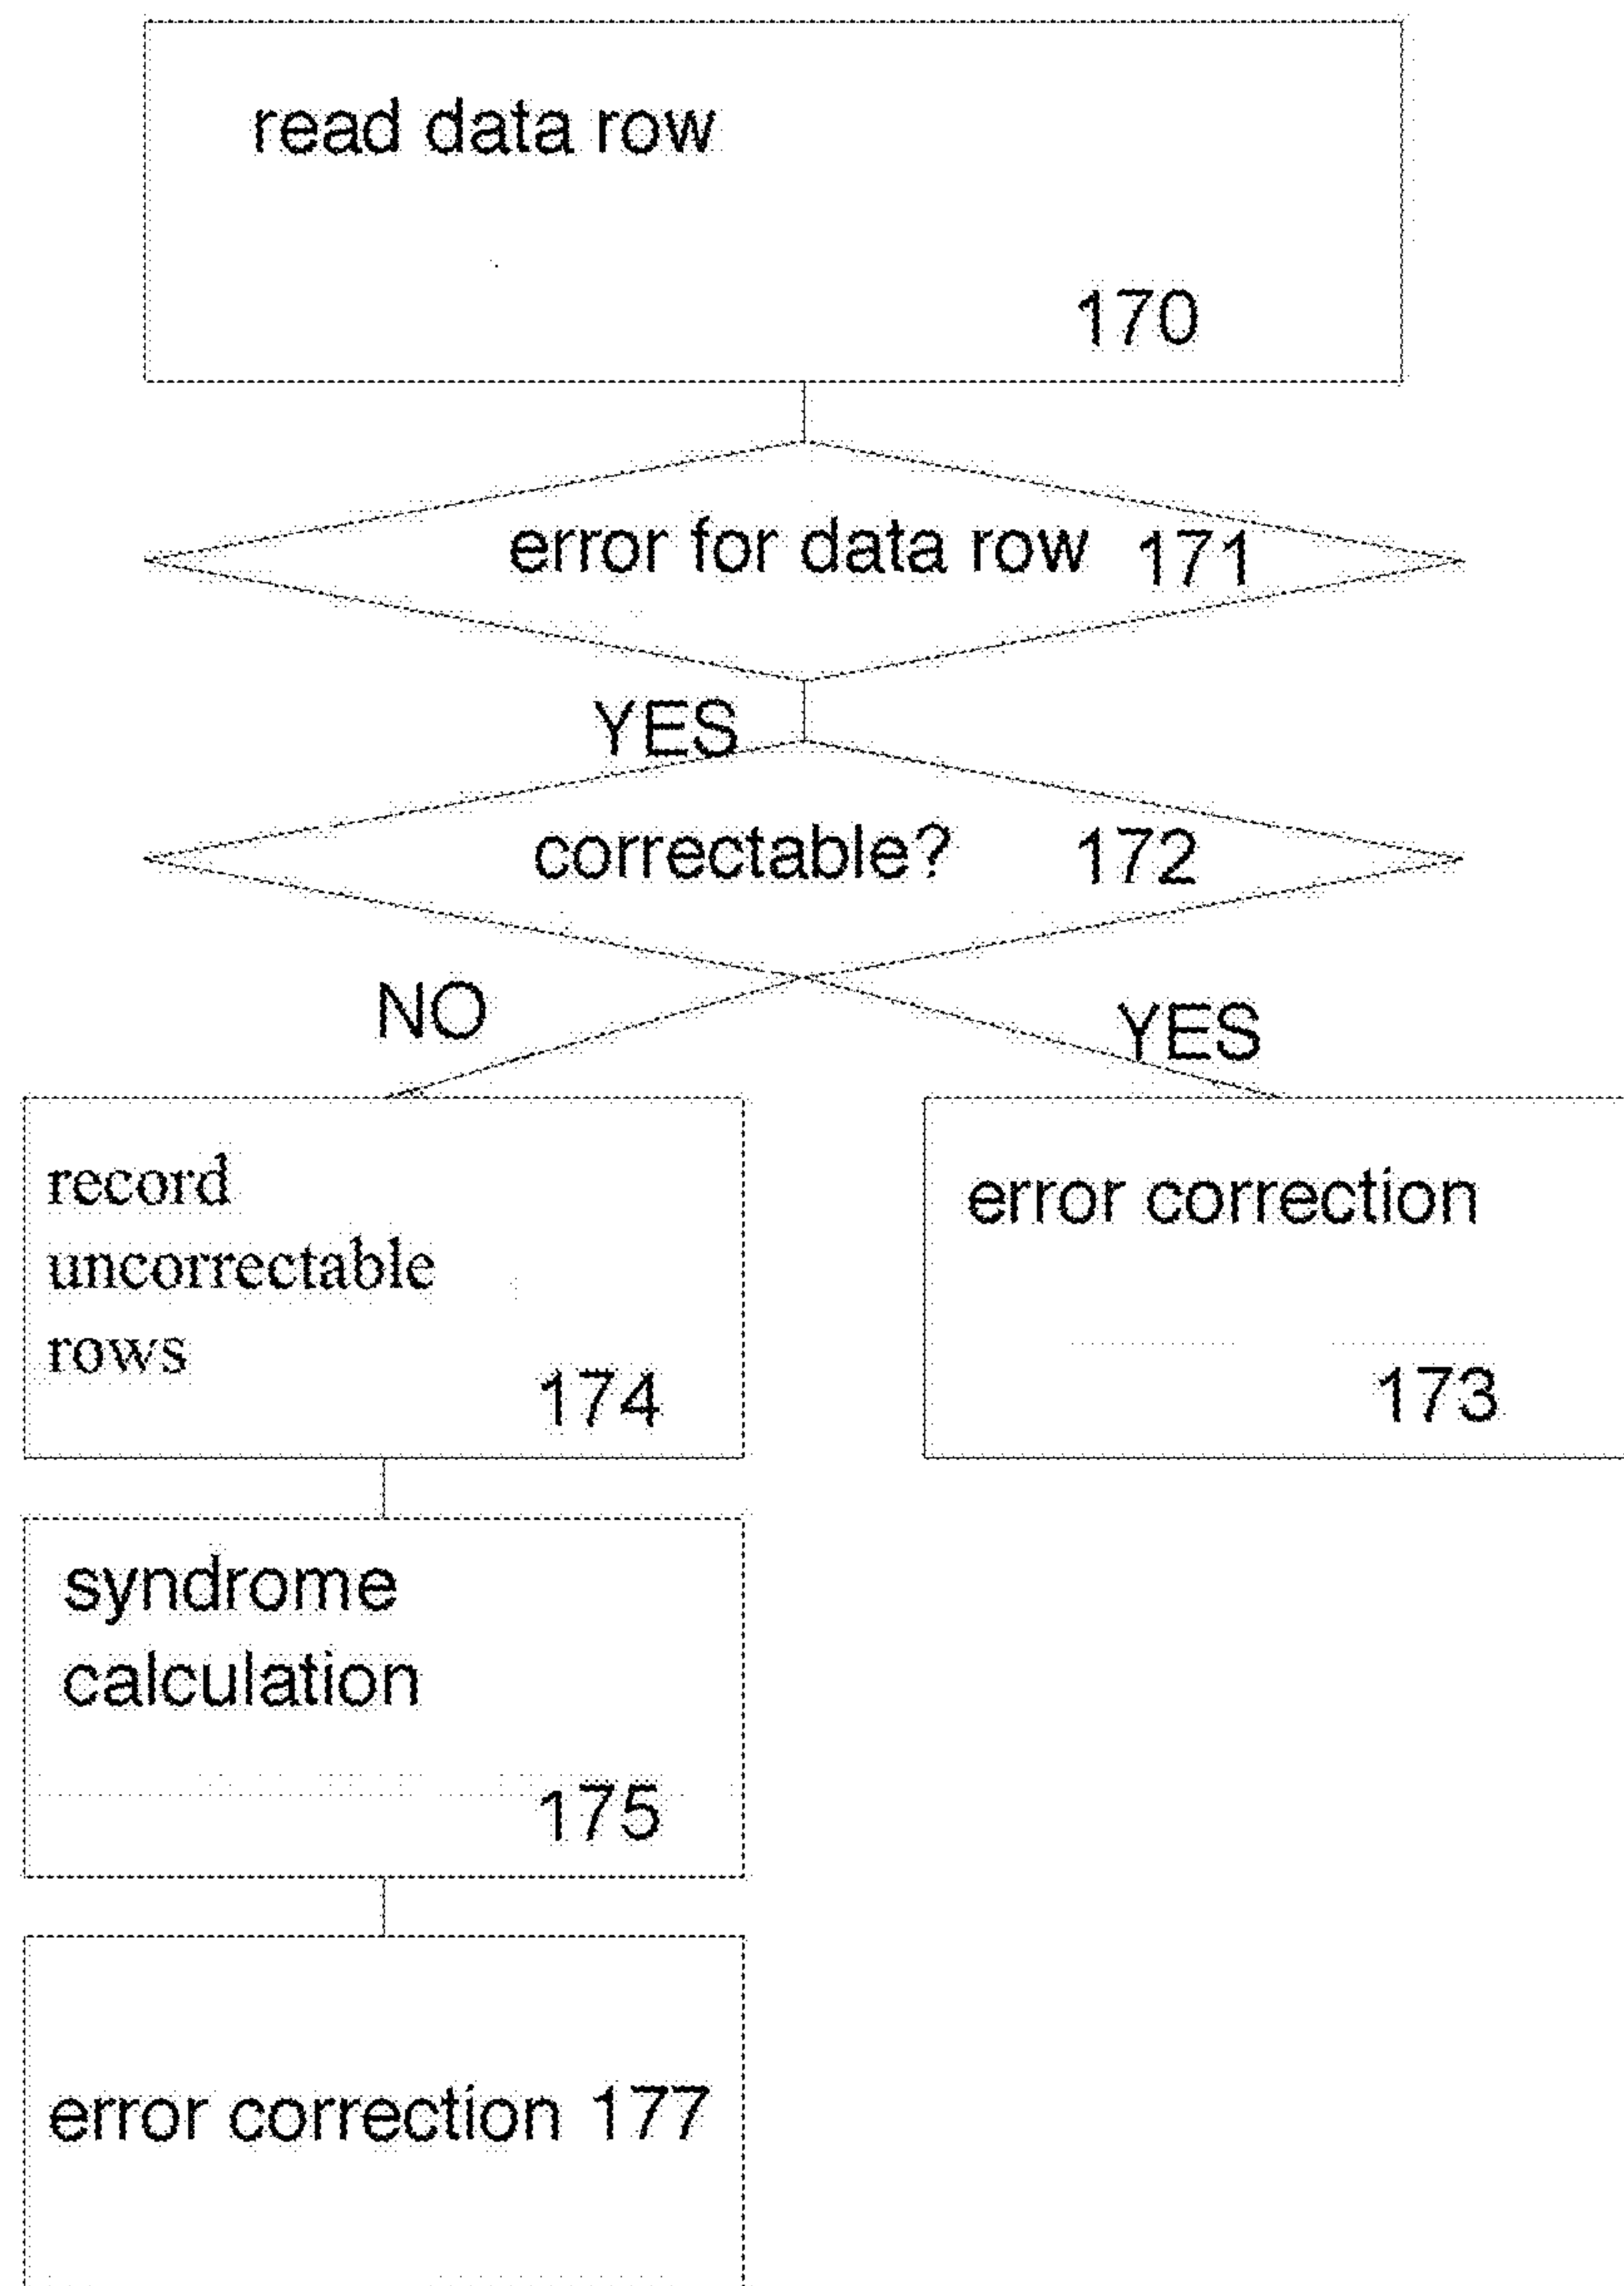 read data row
170
error for data row 171
YES
correctable? 172
NO
YES
record
uncorrectable
rows
174
error correction
173
syndrome
calculation
175
error correction 177